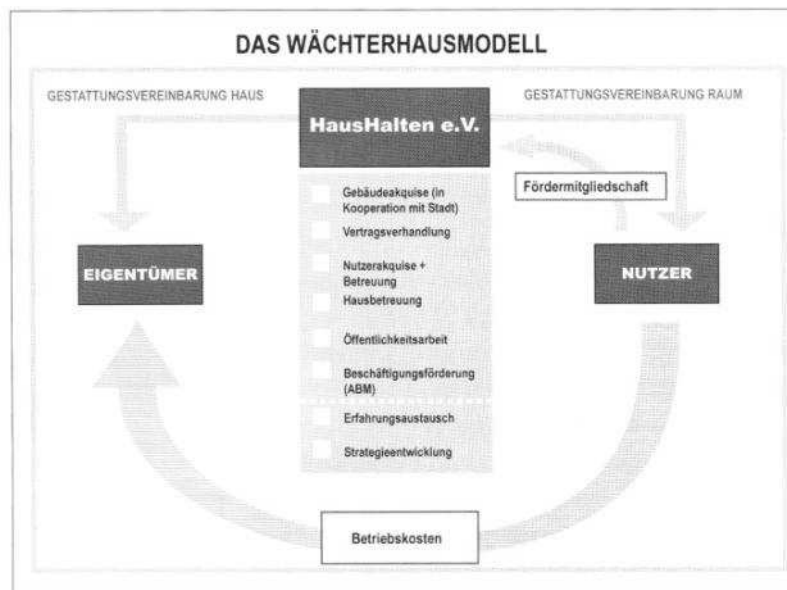 DAS WÄCHTERHAUSMODELL
GESTATTUNGSVEREINBARUNG HAUS
GESTATTUNGSVEREINBARUNG RAUM
HausHalten e.V.
Fördermitgliedschaft
Gebäudeakquise (in
Kooperation mit Stadt)
Vertragsverhandlung
Nutzerakquise +
Betreuung
Hausbetreuung
Öffentlichkeitsarbeit
Beschäftigungsförderung
(ABM)
Erfahrungsaustausch
Strategieentwicklung
EIGENTÜMER
NUTZER
Betriebskosten